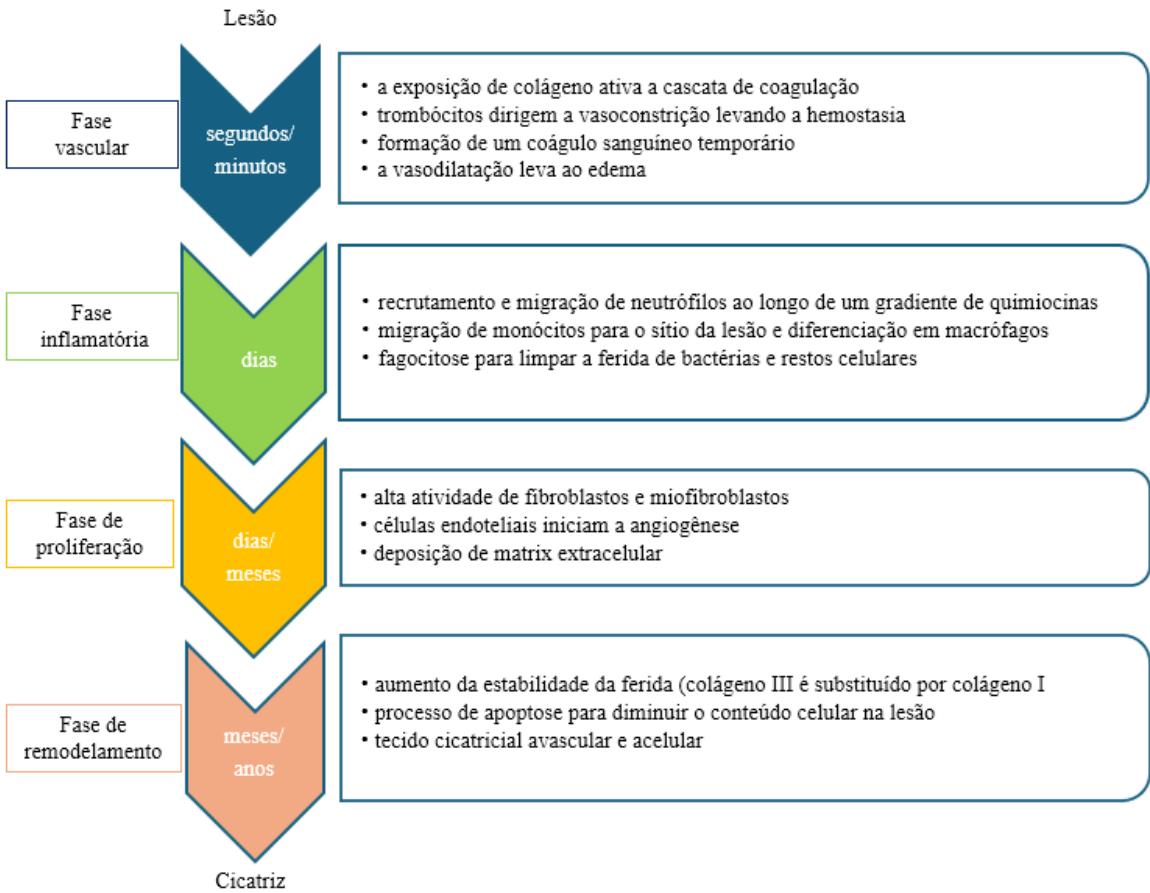 Lesão
Fase
vascular
segundos/
minutos
• a exposição de colágeno ativa a cascata de coagulação
• trombócitos dirigem a vasoconstrição levando a hemostasia
• formação de um coágulo sanguíneo temporário
• a vasodilatação leva ao edema
Fase
inflamatória
dias
• recrutamento e migração de neutrófilos ao longo de um gradiente de quimiocinas
• migração de monócitos para o sítio da lesão e diferenciação em macrófagos
• fagocitose para limpar a ferida de bactérias e restos celulares
Fase de
proliferação
dias/
meses
• alta atividade de fibroblastos e miofibroblastos
• células endoteliais iniciam a angiogênese
• deposição de matrix extracelular
Fase de
remodelamento
meses/
anos
• aumento da estabilidade da ferida (colágeno III é substituído por colágeno I
• processo de apoptose para diminuir o conteúdo celular na lesão
• tecido cicatricial avascular e acelular
Cicatriz